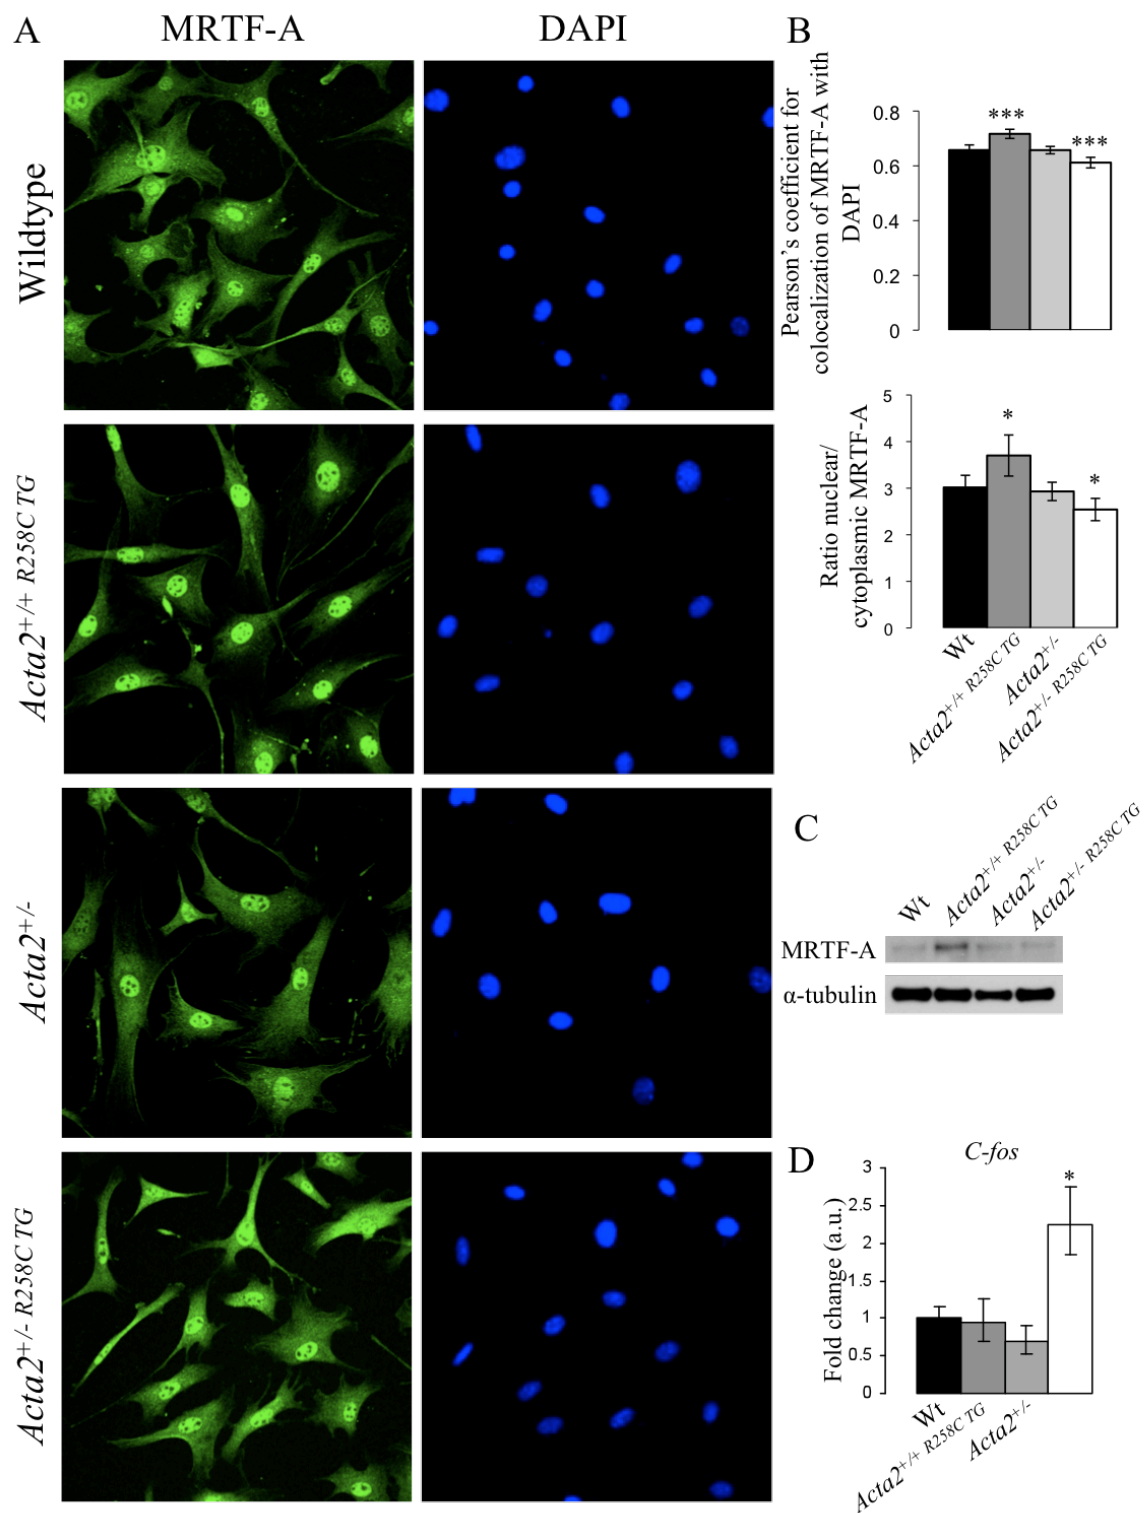 A
MRTF-A
DAPI
Wildtype
Acta2+/+ R258C TG
Acta2+/-
Acta2+/- R258C TG
B
Pearson's coefficient for
colocalization of MRTF-A with
DAPI
0.8
0.6
0.4
0.2
0
***
***
Ratio nuclear/
cytoplasmic MRTF-A
5
4
3
2
1
0
*
*
Wt
Acta2+/+ R258C TG
Acta2+/-
Acta2+/- R258C TG
C
Wt
Acta2+/+ R258C TG
Acta2+/-
Acta2+/- R258C TG
MRTF-A
α-tubulin
D
C-fos
Fold change (a.u.)
3
2.5
2
1.5
1
0.5
0
*
Wt
Acta2+/+ R258C TG
Acta2+/-